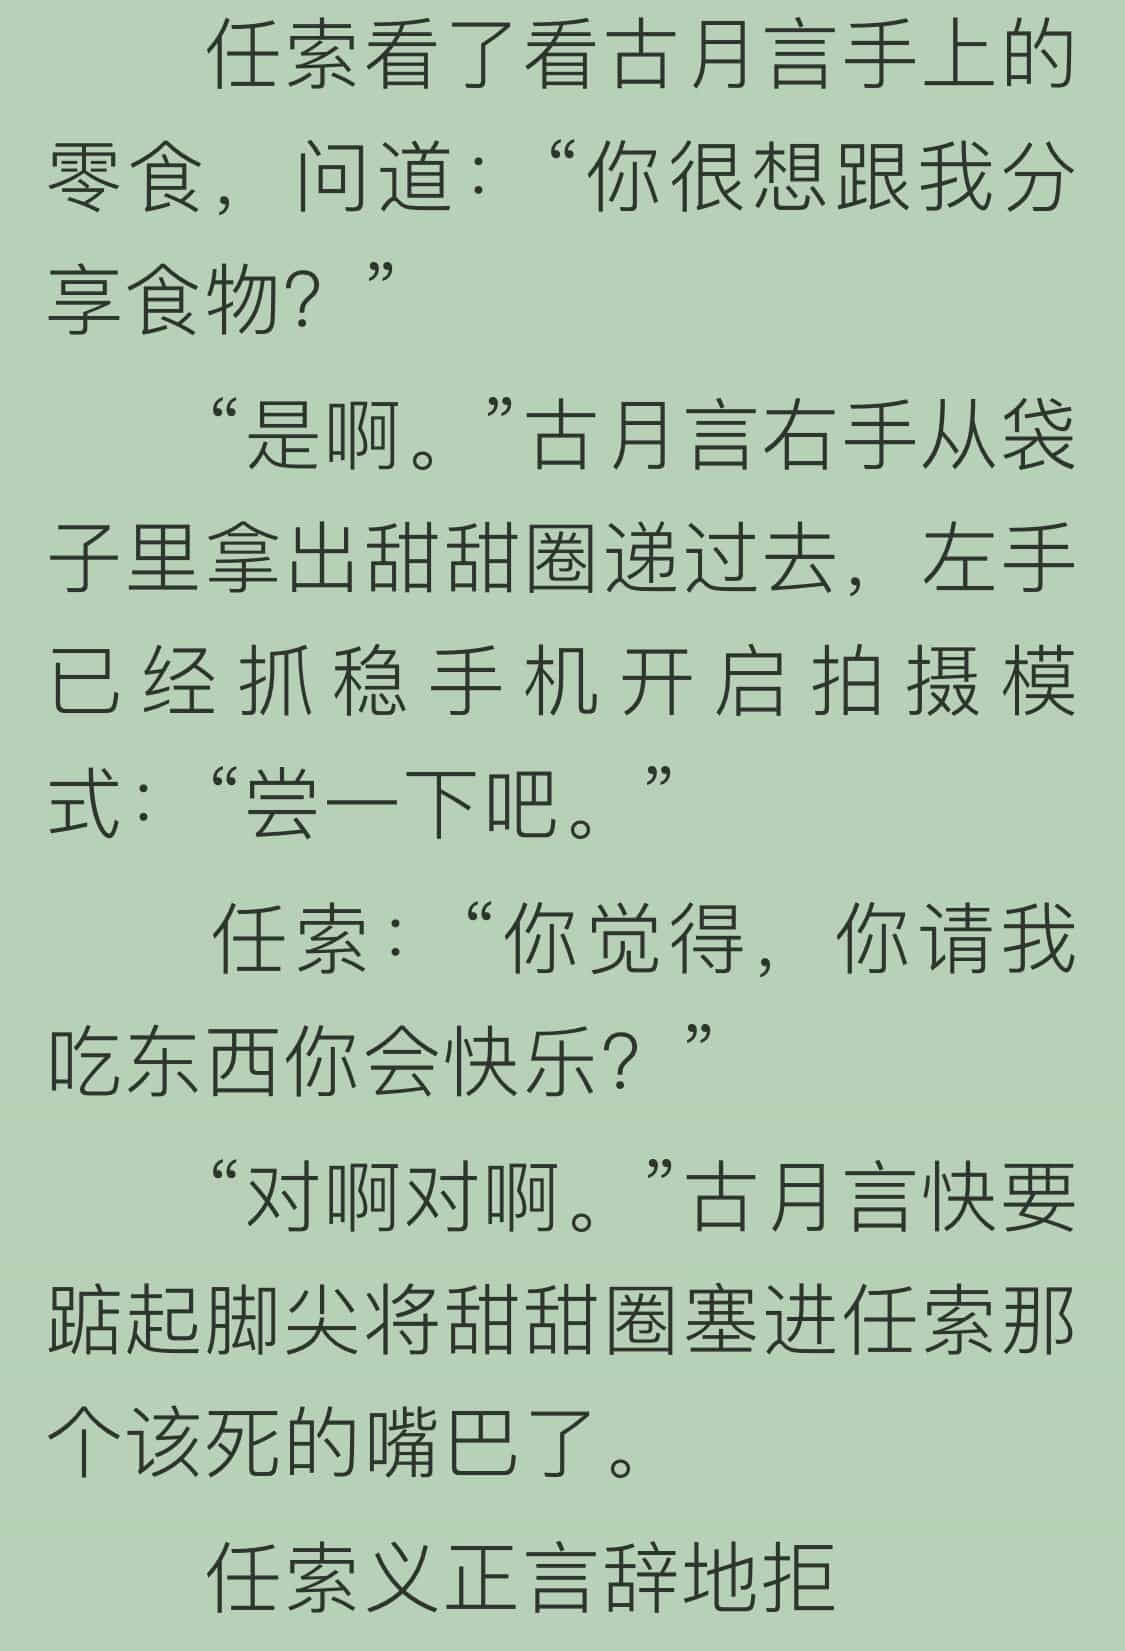 任索看了看古月言手上的
零食，问道：“你很想跟我分
享食物？”
“是啊。”古月言右手从袋
子里拿出甜甜圈递过去，左手
已经抓稳手机开启拍摄模
式：“尝一下吧。”
任索：“你觉得，你请我
吃东西你会快乐？”
“对啊对啊。”古月言快要
踮起脚尖将甜甜圈塞进任索那
个该死的嘴巴了。
任索义正言辞地拒